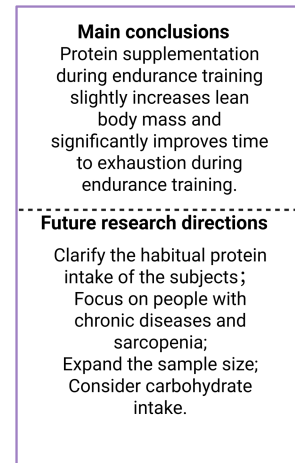 Main conclusions
Protein supplementation
during endurance training
slightly increases lean
body mass and
significantly improves time
to exhaustion during
endurance training.
Future research directions
Clarify the habitual protein
intake of the subjects；
Focus on people with
chronic diseases and
sarcopenia;
Expand the sample size;
Consider carbohydrate
intake.